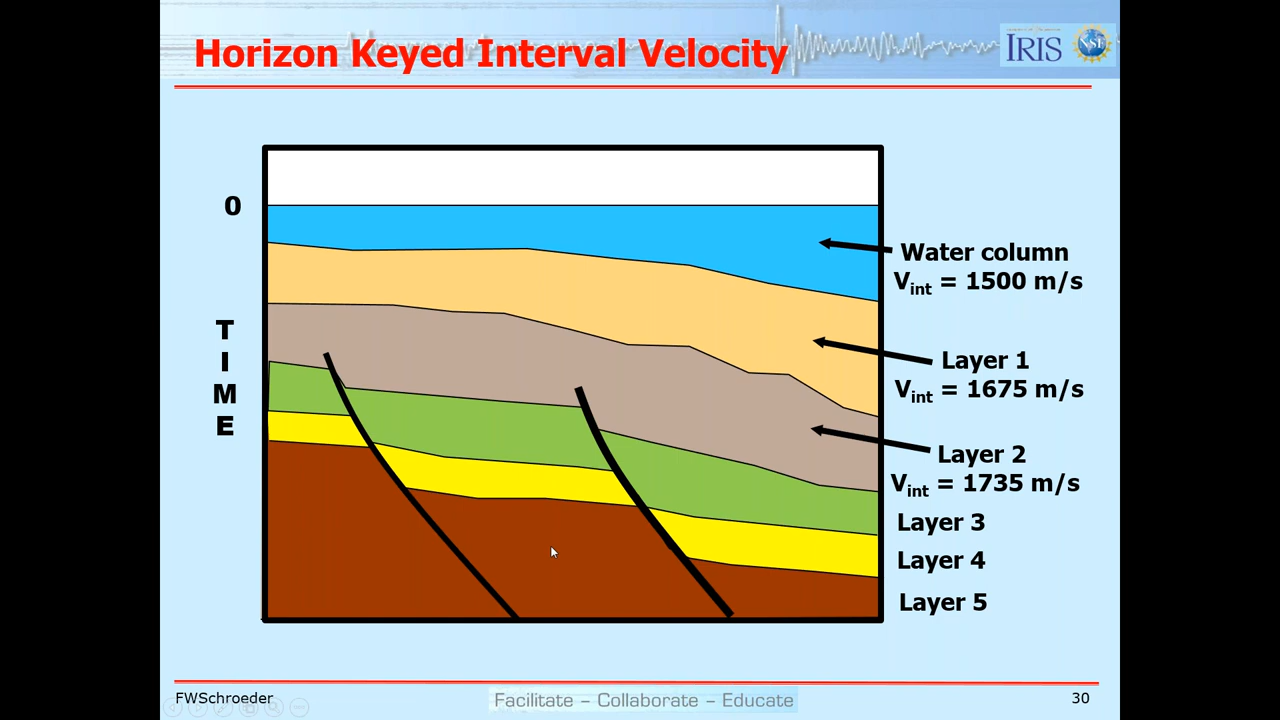 Horizon Keyed Interval Velocity
IRIS
NSF
0
T
I
M
E
Water column
Vint = 1500 m/s
Layer 1
Vint = 1675 m/s
Layer 2
Vint = 1735 m/s
Layer 3
Layer 4
Layer 5
FWSchroeder
Facilitate – Collaborate – Educate
30